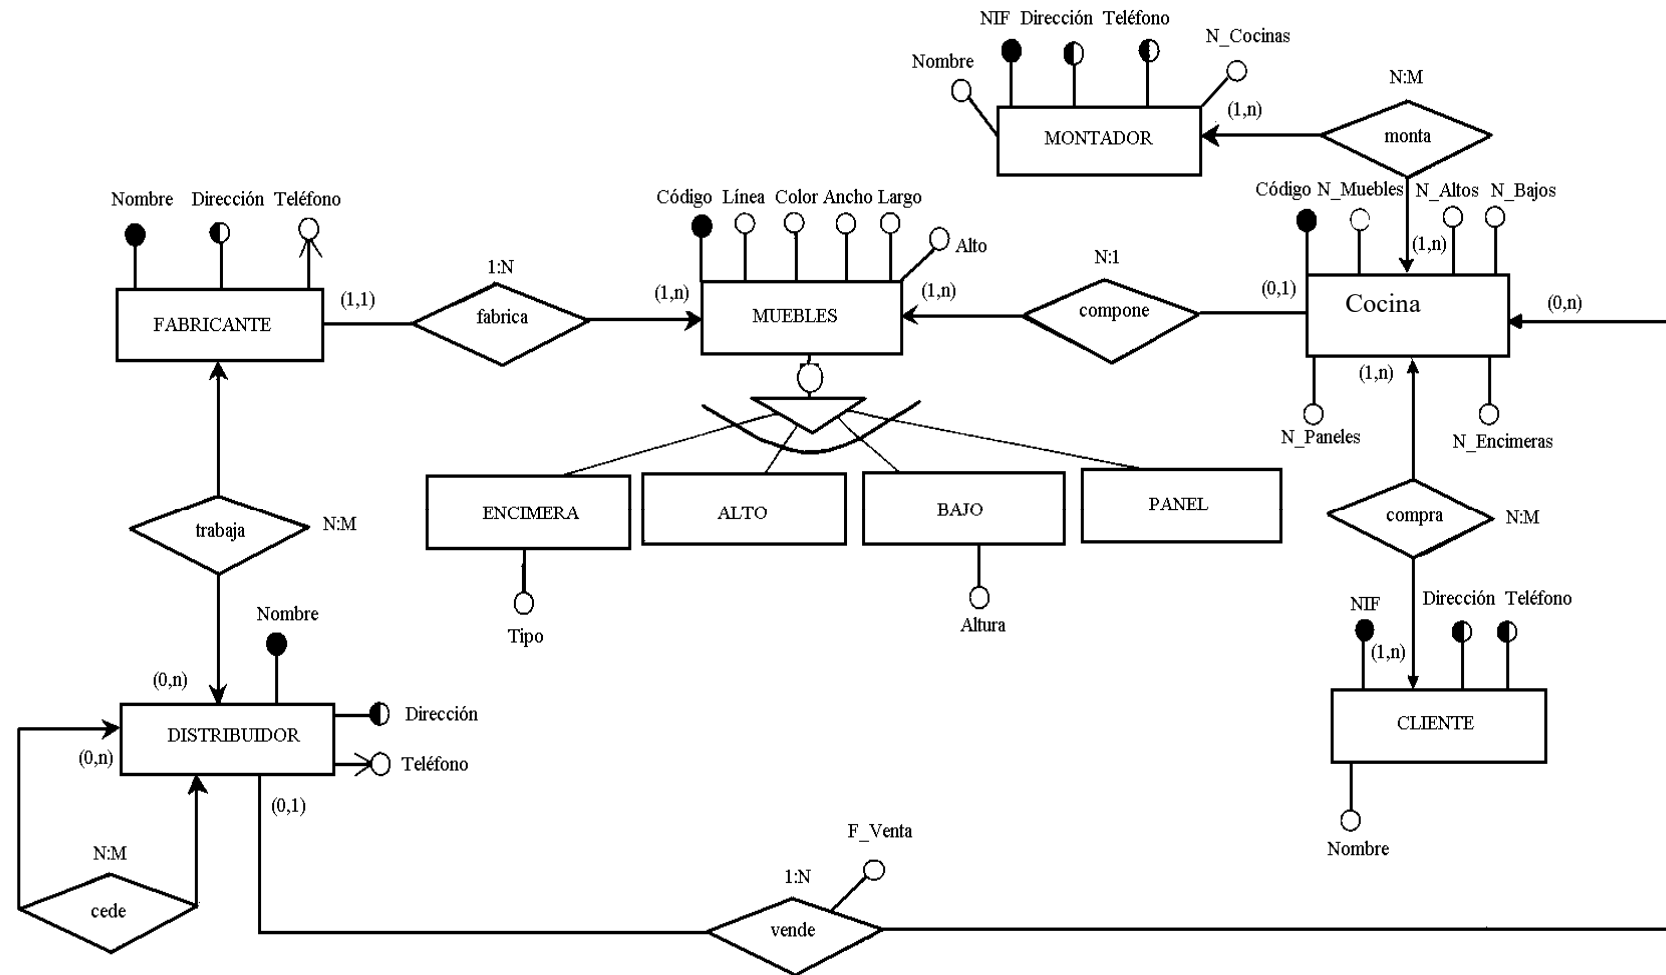 NIF Dirección Teléfono
N_Cocinas
Nombre
N:M
(1,n)
MONTADOR
monta
Nombre Dirección Teléfono
Código Línea Color Ancho Largo
Código N_Muebles N_Altos N_Bajos
Alto
(1,n)
1:N
N:1
(1,1)
(1,n)
(1,n)
(0,1)
Cocina
(0,n)
FABRICANTE
fabrica
MUEBLES
compone
(1,n)
N_Paneles
N_Encimeras
ENCIMERA
ALTO
BAJO
PANEL
trabaja
N:M
compra
N:M
Tipo
Altura
Nombre
NIF
Dirección Teléfono
(1,n)
(0,n)
Dirección
DISTRIBUIDOR
CLIENTE
(0,n)
Teléfono
(0,1)
F_Venta
Nombre
N:M
1:N
cede
vende